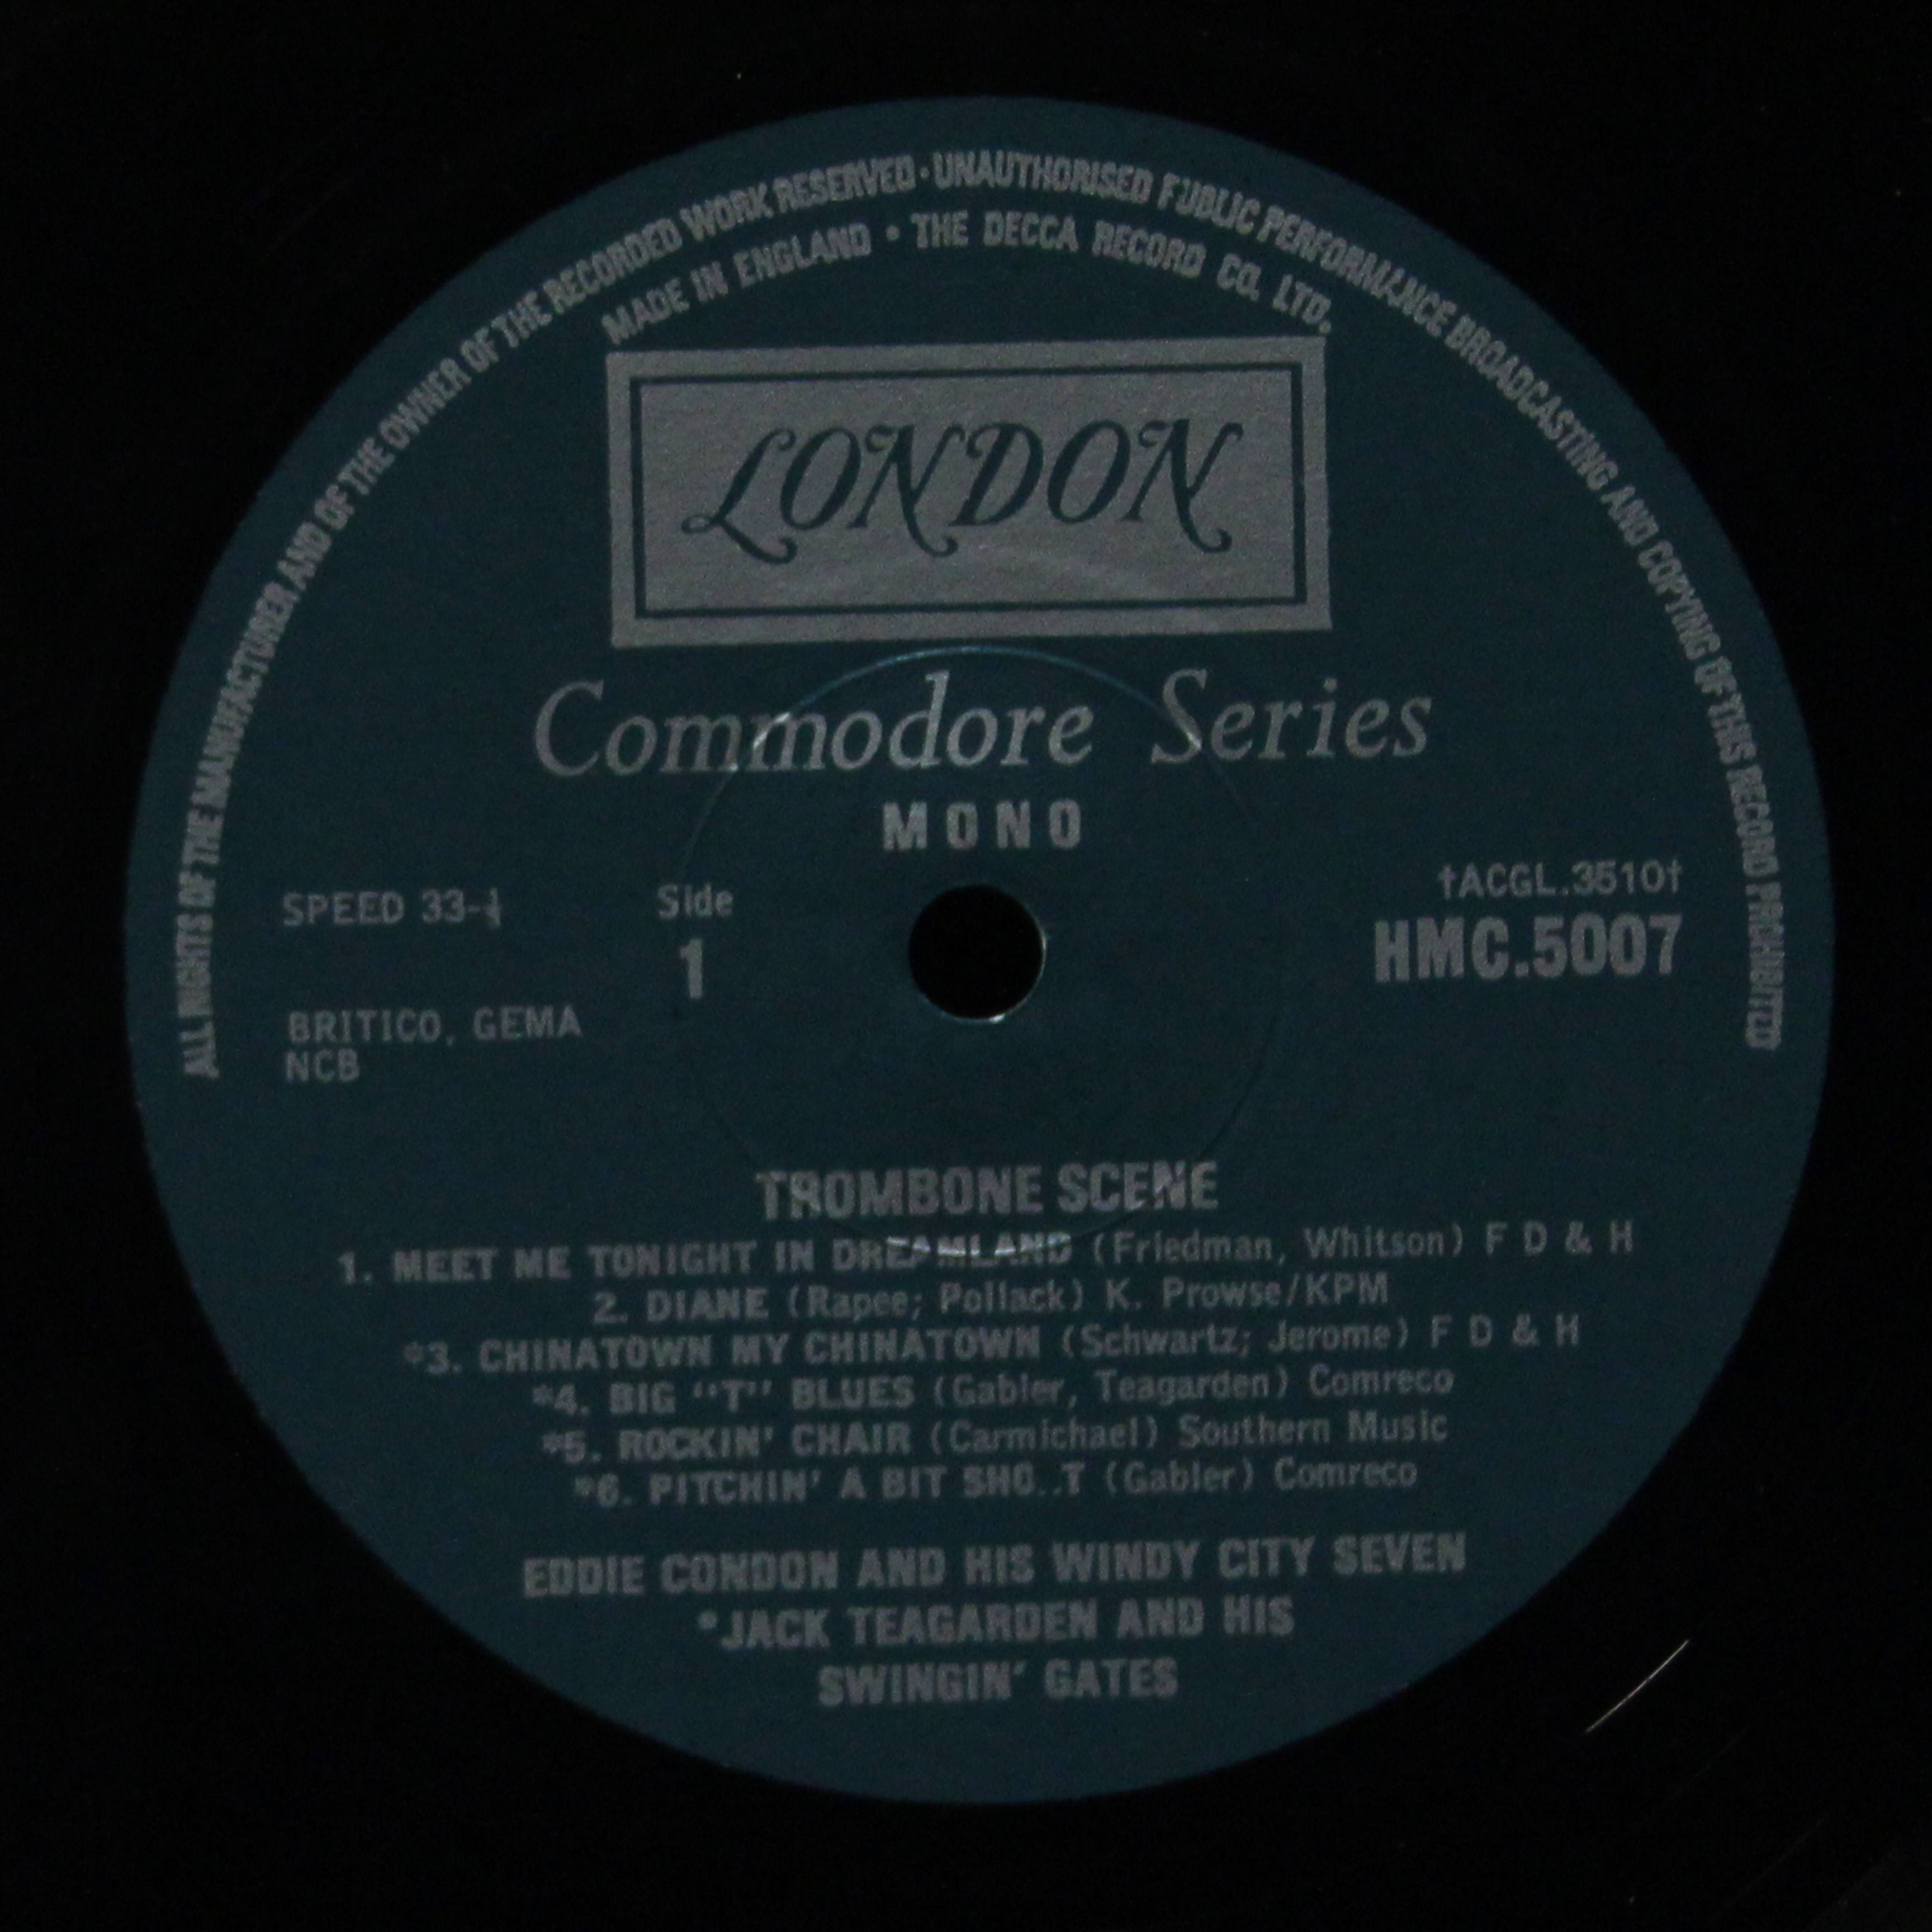 ALL RIGHTS OF THE MANUFACTURER AND OF THE OWNER OF THE RECORDED WORK RESERVED · UNAUTHORISED PUBLIC PERFORMANCE BROADCASTING AND COPYING OF THIS RECORD PROHIBITED
MADE IN ENGLAND · THE DECCA RECORD CO. LTD.
LONDON
Commodore Series
MONO
SPEED 33-⅓
Side
1
†ACGL.3510†
HMC.5007
BRITICO, GEMA
NCB
TROMBONE SCENE
1. MEET ME TONIGHT IN DREAMLAND (Friedman, Whitson) F D & H
2. DIANE (Rapee; Pollack) K. Prowse/KPM
*3. CHINATOWN MY CHINATOWN (Schwartz; Jerome) F D & H
*4. BIG "T" BLUES (Gabler, Teagarden) Comreco
*5. ROCKIN' CHAIR (Carmichael) Southern Music
*6. PITCHIN' A BIT SHO..T (Gabler) Comreco
EDDIE CONDON AND HIS WINDY CITY SEVEN
*JACK TEAGARDEN AND HIS
SWINGIN' GATES